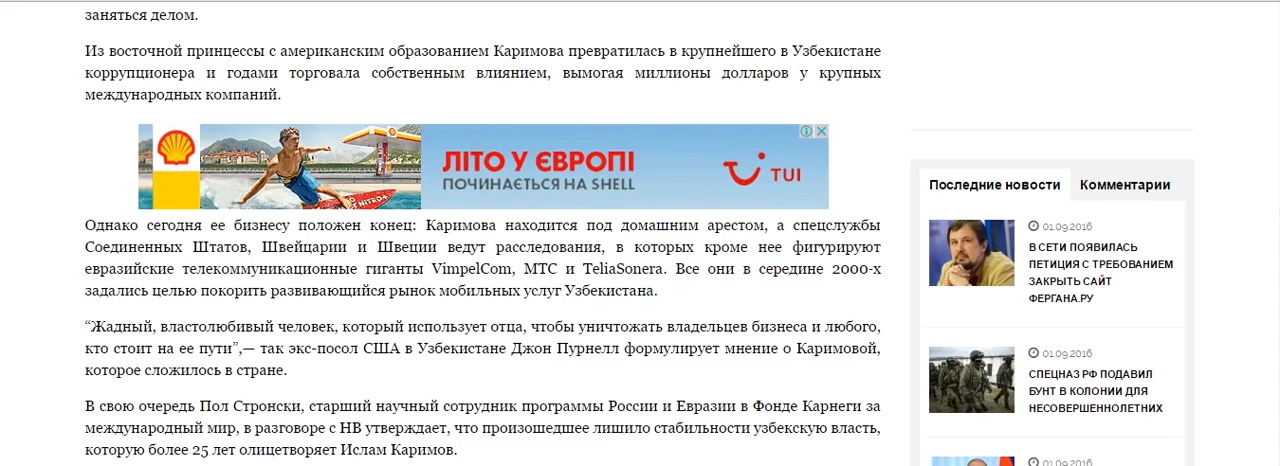 заняться делом.
Из восточной принцессы с американским образованием Каримова превратилась в крупнейшего в Узбекистане
коррупционера и годами торговала собственным влиянием, вымогая миллионы долларов у крупных
международных компаний.
ЛІТО У ЄВРОПІ
ПОЧИНАЄТЬСЯ НА SHELL
TUI
NITRO+
Однако сегодня ее бизнесу положен конец: Каримова находится под домашним арестом, а спецслужбы
Соединенных Штатов, Швейцарии и Швеции ведут расследования, в которых кроме нее фигурируют
евразийские телекоммуникационные гиганты VimpelCom, МТС и TeliaSonera. Все они в середине 2000-х
задались целью покорить развивающийся рынок мобильных услуг Узбекистана.
“Жадный, властолюбивый человек, который использует отца, чтобы уничтожать владельцев бизнеса и любого,
кто стоит на ее пути”,— так экс-посол США в Узбекистане Джон Пурнелл формулирует мнение о Каримовой,
которое сложилось в стране.
В свою очередь Пол Стронски, старший научный сотрудник программы России и Евразии в Фонде Карнеги за
международный мир, в разговоре с НВ утверждает, что произошедшее лишило стабильности узбекскую власть,
которую более 25 лет олицетворяет Ислам Каримов.
Последние новости
Комментарии
01.09.2016
В СЕТИ ПОЯВИЛАСЬ
ПЕТИЦИЯ С ТРЕБОВАНИЕМ
ЗАКРЫТЬ САЙТ
ФЕРГАНА.РУ
01.09.2016
СПЕЦНАЗ РФ ПОДАВИЛ
БУНТ В КОЛОНИИ ДЛЯ
НЕСОВЕРШЕННОЛЕТНИХ
01.09.2016